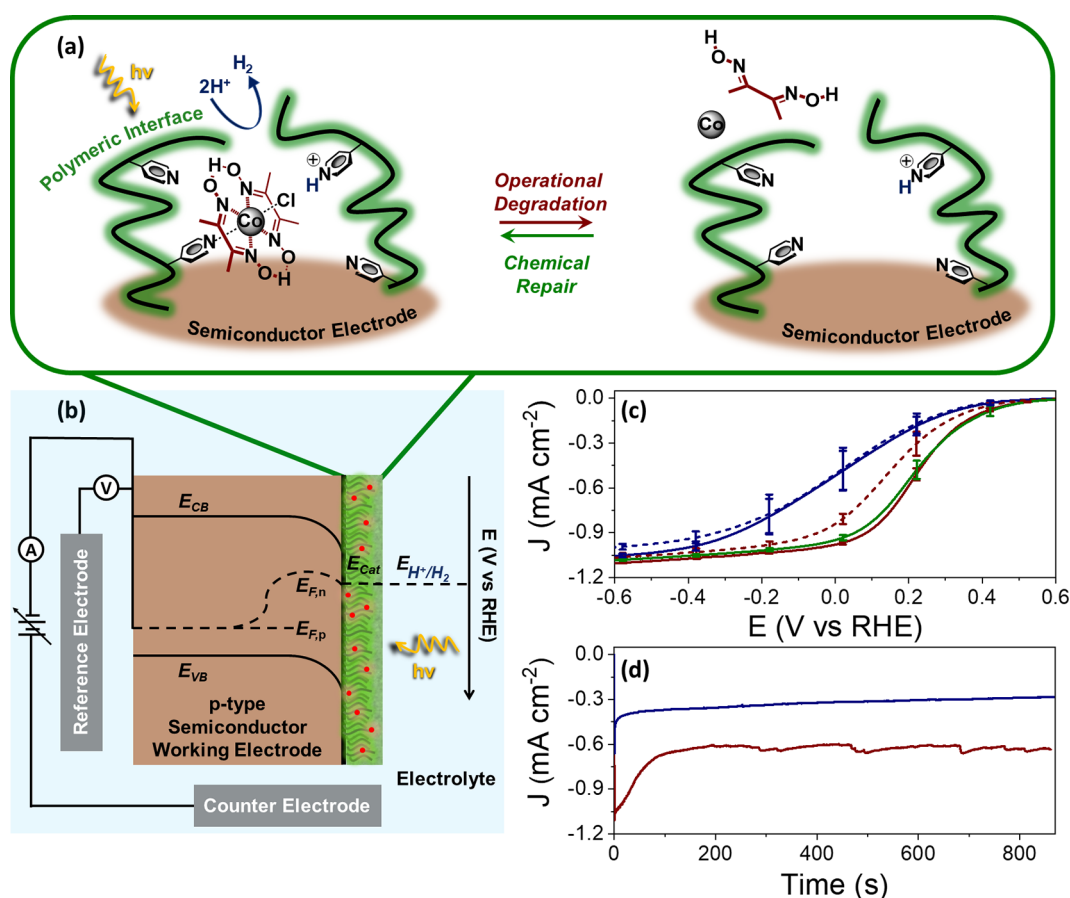 (a)
hν
2H⁺
H₂
Polymeric Interface
N
N
H
O
O
N
N
Co
Cl
N
N
O
O
H
⊕
N
H
N
Semiconductor Electrode
Operational
Degradation
Chemical
Repair
H
O
N
N
O
H
Co
N
N
⊕
N
H
N
Semiconductor Electrode
(b)
V
A
Reference Electrode
E_CB
E_F,n
E_F,p
E_VB
E_Cat
E_H⁺/H₂
E (V vs RHE)
hν
p-type
Semiconductor
Working Electrode
Electrolyte
Counter Electrode
(c)
J (mA cm⁻²)
0.0
-0.3
-0.6
-0.9
-1.2
-0.6 -0.4 -0.2 0.0 0.2 0.4 0.6
E (V vs RHE)
(d)
J (mA cm⁻²)
0.0
-0.3
-0.6
-0.9
-1.2
0 200 400 600 800
Time (s)